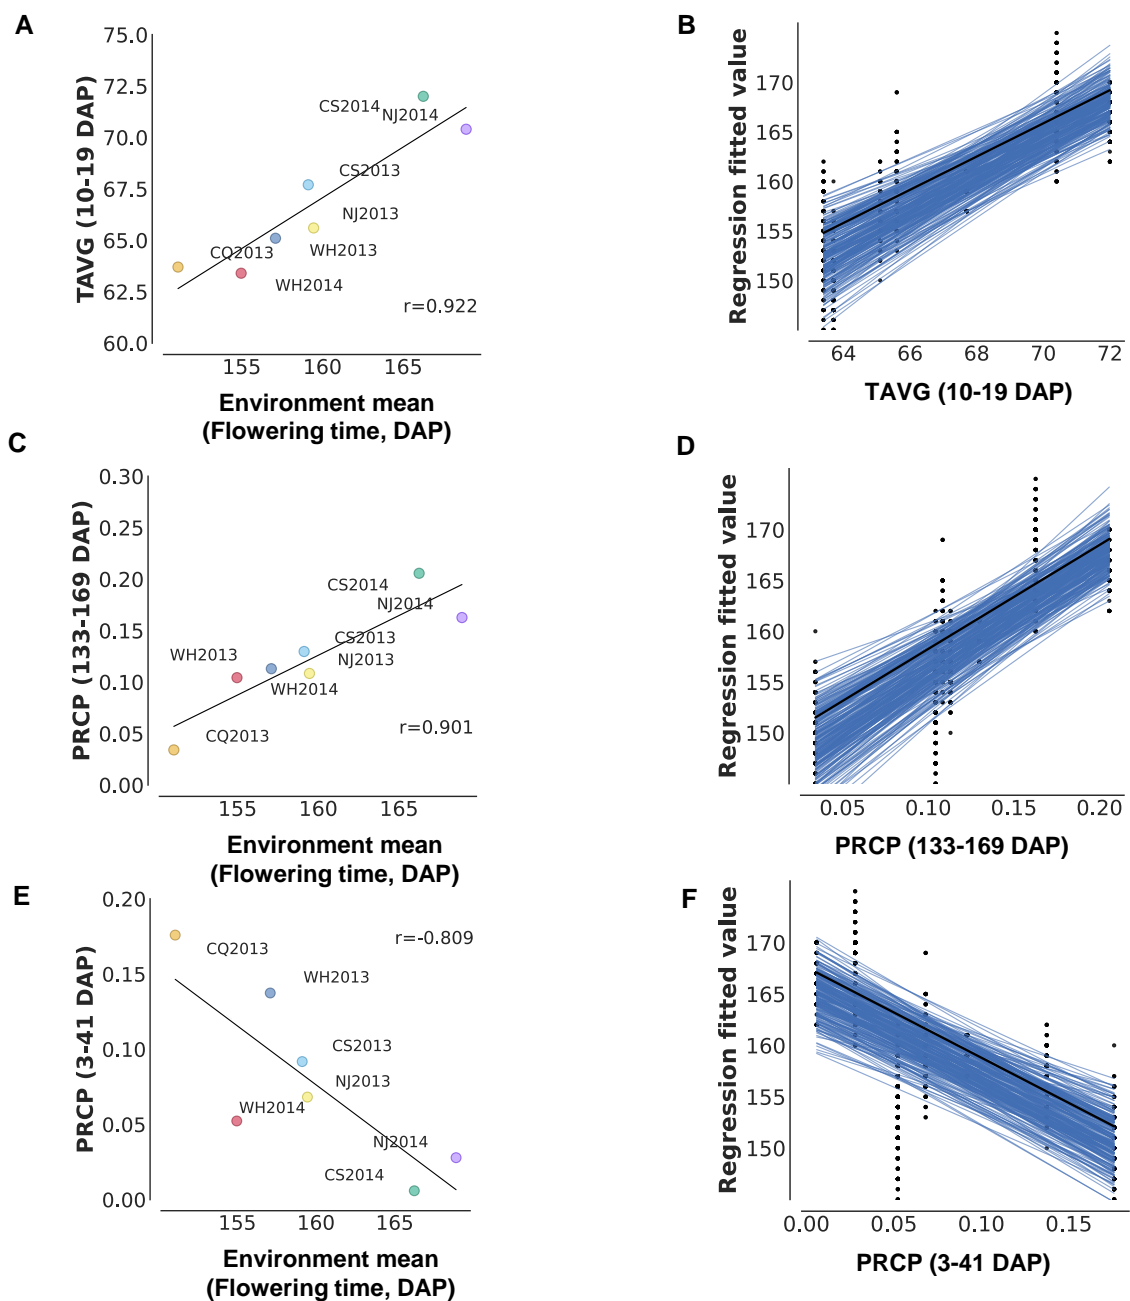 A
75.0
72.5
70.0
67.5
65.0
62.5
60.0
TAVG (10-19 DAP)
CS2014
NJ2014
CS2013
NJ2013
CQ2013
WH2013
WH2014
r=0.922
155
160
165
Environment mean
(Flowering time, DAP)
B
Regression fitted value
170
165
160
155
150
64
66
68
70
72
TAVG (10-19 DAP)
C
0.30
0.25
0.20
0.15
0.10
0.05
0.00
PRCP (133-169 DAP)
CS2014
NJ2014
CS2013
WH2013
NJ2013
WH2014
CQ2013
r=0.901
155
160
165
Environment mean
(Flowering time, DAP)
D
Regression fitted value
170
165
160
155
150
0.05
0.10
0.15
0.20
PRCP (133-169 DAP)
E
0.20
0.15
0.10
0.05
0.00
PRCP (3-41 DAP)
r=-0.809
CQ2013
WH2013
CS2013
NJ2013
WH2014
NJ2014
CS2014
155
160
165
Environment mean
(Flowering time, DAP)
F
Regression fitted value
170
165
160
155
150
0.00
0.05
0.10
0.15
PRCP (3-41 DAP)